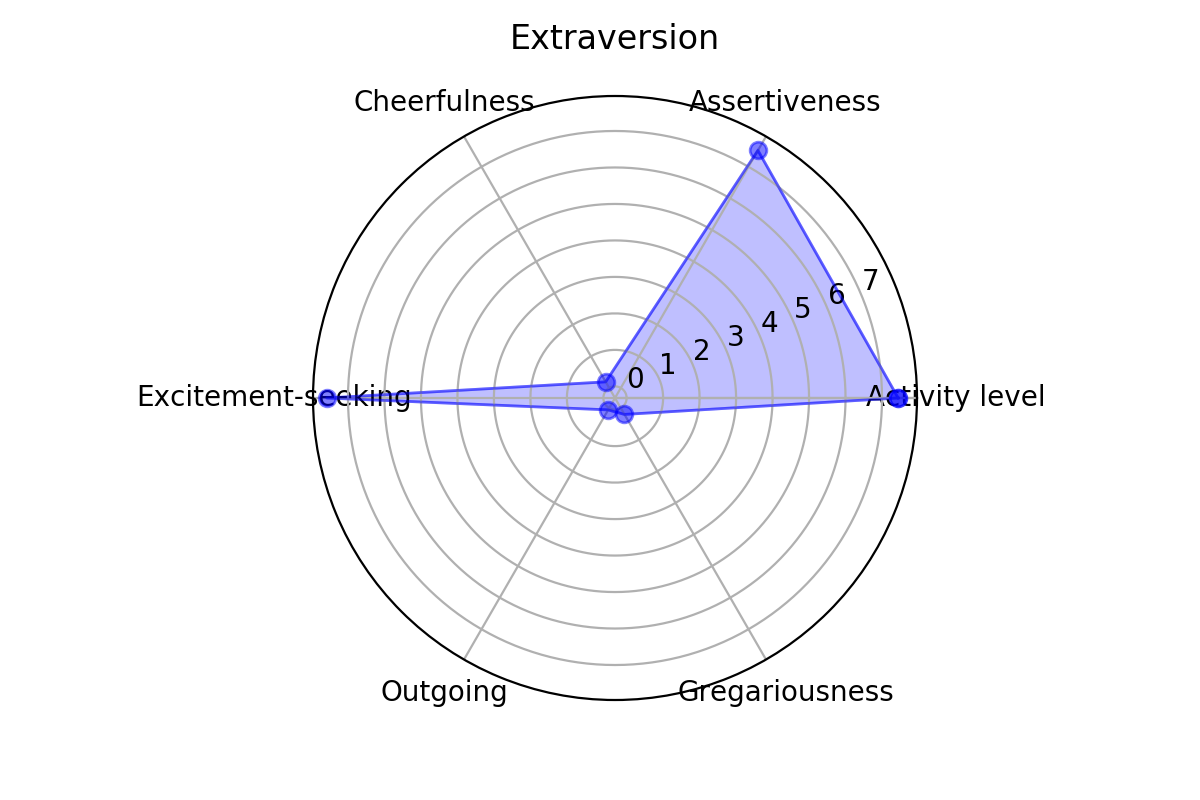 Extraversion
Cheerfulness
Assertiveness
7
6
5
4
3
2
1
0
Excitement-seeking
Activity level
Outgoing
Gregariousness